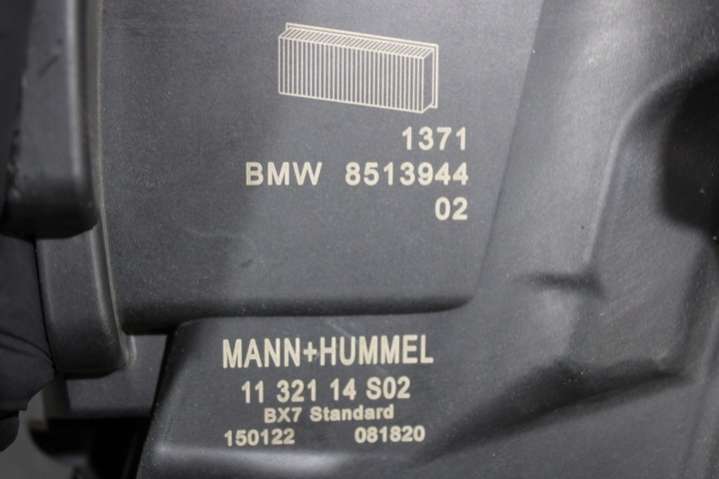 1371
BMW 8513944
02
MANN+HUMMEL
11 321 14 S02
BX7 Standard
150122 081820